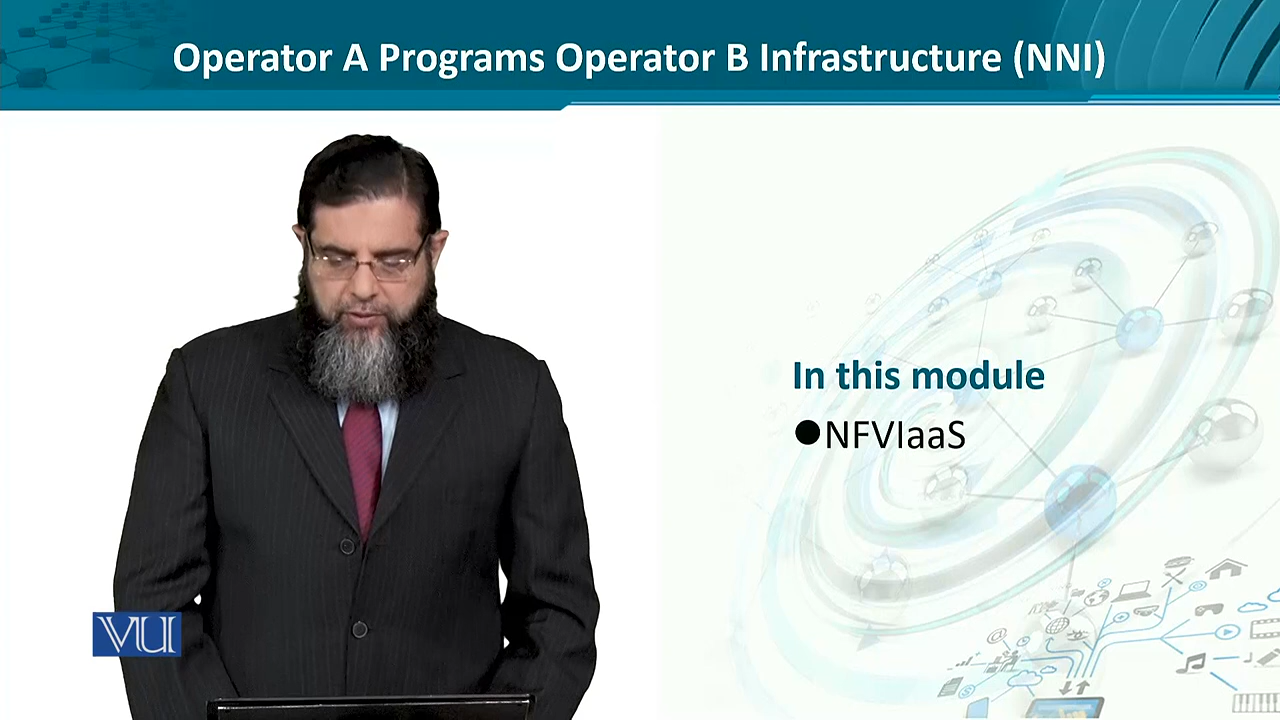 Operator A Programs Operator B Infrastructure (NNI)
In this module
●NFVIaaS
VU